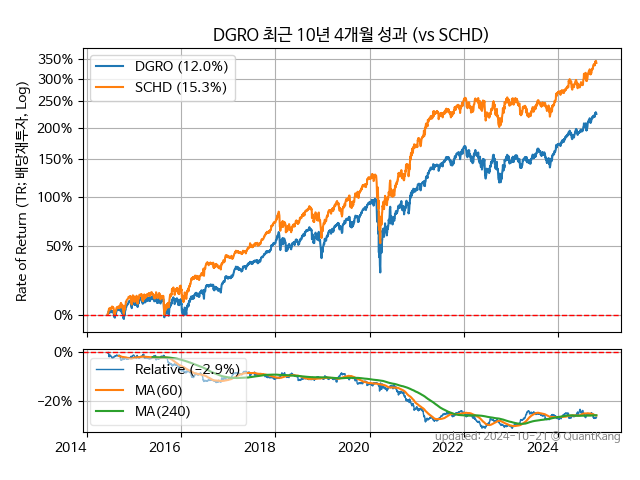 DGRO 최근 10년 4개월 성과 (vs SCHD)
Rate of Return (TR; 배당재투자, Log)
350%
300%
250%
200%
150%
100%
50%
0%
DGRO (12.0%)
SCHD (15.3%)
0%
−20%
Relative (−2.9%)
MA(60)
MA(240)
updated: 2024-10-21 © QuantKang
2014 2016 2018 2020 2022 2024